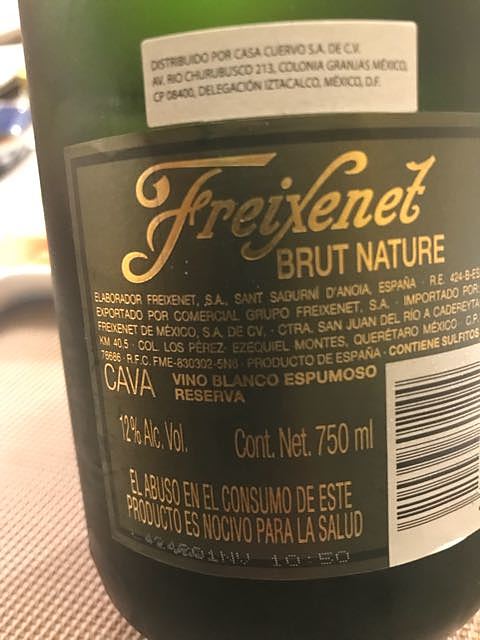 DISTRIBUIDO POR CASA CUERVO S.A. DE C.V.
AV. RIO CHURUBUSCO 213, COLONIA GRANJAS MÉXICO,
CP 08400, DELEGACIÓN IZTACALCO, MÉXICO, D.F.
Freixenet
BRUT NATURE
ELABORADOR FREIXENET, S.A., SANT SADURNÍ D'ANOIA, ESPAÑA · R.E. 424-B-ES
EXPORTADO POR COMERCIAL GRUPO FREIXENET, S.A. · IMPORTADO POR:
FREIXENET DE MÉXICO, S.A. DE CV. · CTRA. SAN JUAN DEL RÍO A CADEREYTA
KM 40,5 · COL LOS PÉREZ· EZEQUIEL MONTES, QUERÉTARO MÉXICO · C.P.
76686 · R.F.C. FME-830302-5N8 · PRODUCTO DE ESPAÑA · CONTIENE SULFITOS
CAVA VINO BLANCO ESPUMOSO
RESERVA
12% Alc. Vol. Cont. Net. 750 ml
EL ABUSO EN EL CONSUMO DE ESTE
PRODUCTO ES NOCIVO PARA LA SALUD
10:50